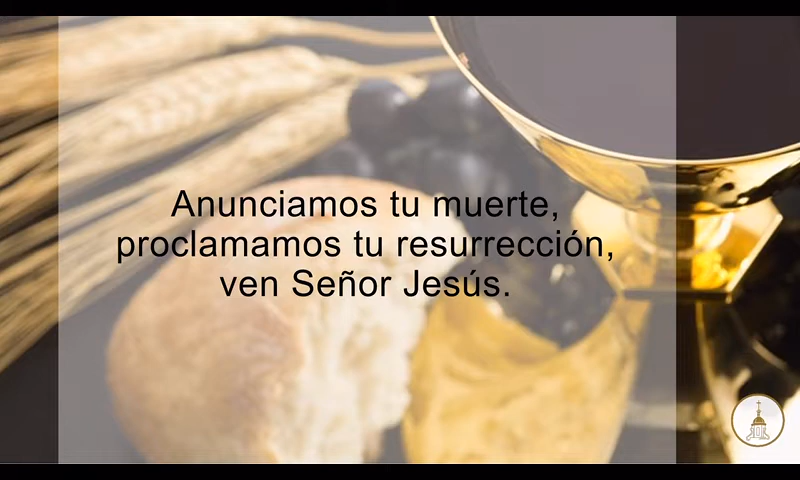 Anunciamos tu muerte,
proclamamos tu resurrección,
ven Señor Jesús.